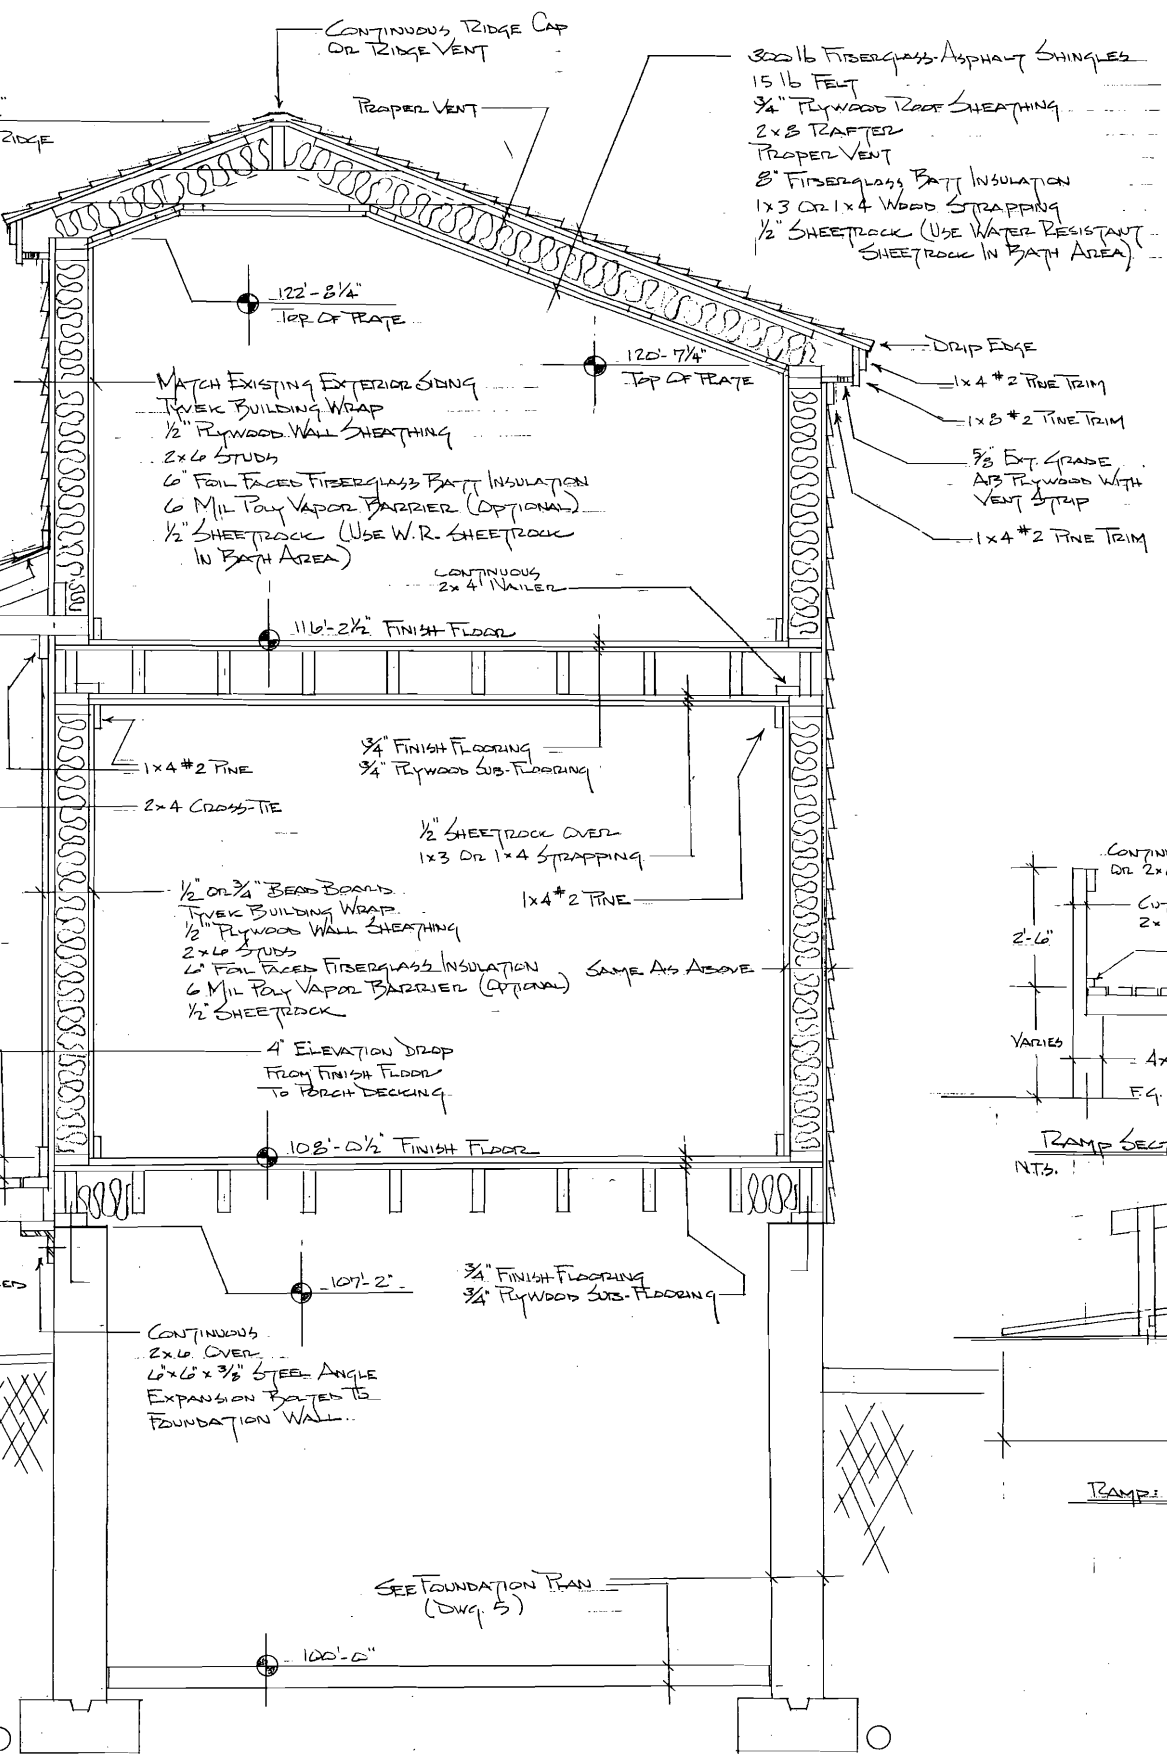 CONTINUOUS RIDGE CAP
OR RIDGE VENT
RIDGE
PROPER VENT
300 lb FIBERGLASS-ASPHALT SHINGLES
15 lb FELT
3/4" PLYWOOD ROOF SHEATHING
2x8 RAFTER
PROPER VENT
8" FIBERGLASS BATT INSULATION
1x3 OR 1x4 WOOD STRAPPING
1/2" SHEETROCK (USE WATER RESISTANT
SHEETROCK IN BATH AREA)
122'-8 1/4"
TOP OF PLATE
120'-7 1/4"
TOP OF PLATE
DRIP EDGE
1x4 #2 PINE TRIM
1x8 #2 PINE TRIM
5/8 EXT. GRADE
AB PLYWOOD WITH
VENT STRIP
1x4 #2 PINE TRIM
MATCH EXISTING EXTERIOR SIDING
TYVEK BUILDING WRAP
1/2" PLYWOOD WALL SHEATHING
2x6 STUDS
6" FOIL FACED FIBERGLASS BATT INSULATION
6 MIL POLY VAPOR BARRIER (OPTIONAL)
1/2" SHEETROCK (USE W.R. SHEETROCK
IN BATH AREA)
CONTINUOUS
2x4 NAILER
116'-2 1/2" FINISH FLOOR
3/4" FINISH FLOORING
3/4" PLYWOOD SUB-FLOORING
1x4 #2 PINE
2x4 CROSS-TIE
1/2" SHEETROCK OVER
1x3 OR 1x4 STRAPPING
1x4 #2 PINE
1/2" OR 3/4" BEAD BOARD
TYVEK BUILDING WRAP
1/2" PLYWOOD WALL SHEATHING
2x6 STUDS
6" FOIL FACED FIBERGLASS INSULATION
6 MIL POLY VAPOR BARRIER (OPTIONAL)
1/2" SHEETROCK
SAME AS ABOVE
4" ELEVATION DROP
FROM FINISH FLOOR
TO PORCH DECKING
108'-0 1/2" FINISH FLOOR
107'-2"
3/4" FINISH FLOORING
3/4" PLYWOOD SUB-FLOORING
CONTINUOUS
2x6 OVER
6"x6"x3/8" STEEL ANGLE
EXPANSION BOLTED TO
FOUNDATION WALL
SEE FOUNDATION PLAN
(DWG. 5)
100'-0"
OR 2x
2x
2'-6"
VARIES
4x
F.G.
RAMP SEC
N.T.S.
RAMP: